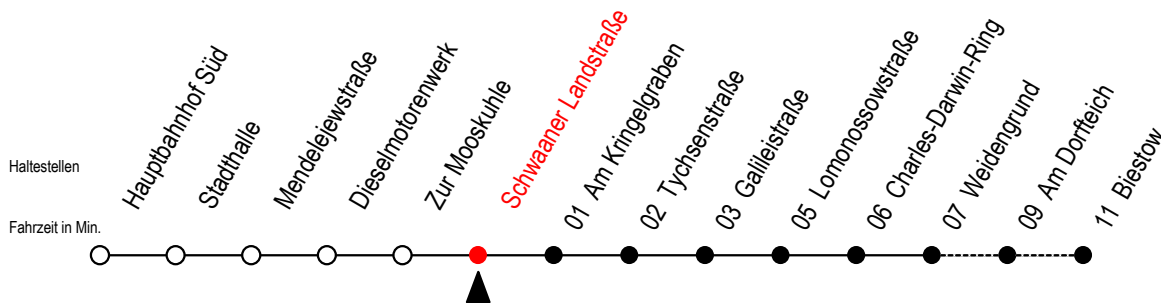 Haltestellen
Fahrzeit in Min.
Hauptbahnhof Süd
Stadthalle
Mendelejewstraße
Dieselmotorenwerk
Zur Mooskuhle
Schwaaner Landstraße
01 Am Kringelgraben
02 Tychsenstraße
03 Galileistraße
05 Lomonossowstraße
06 Charles-Darwin-Ring
07 Weidengrund
09 Am Dorfteich
11 Biestow